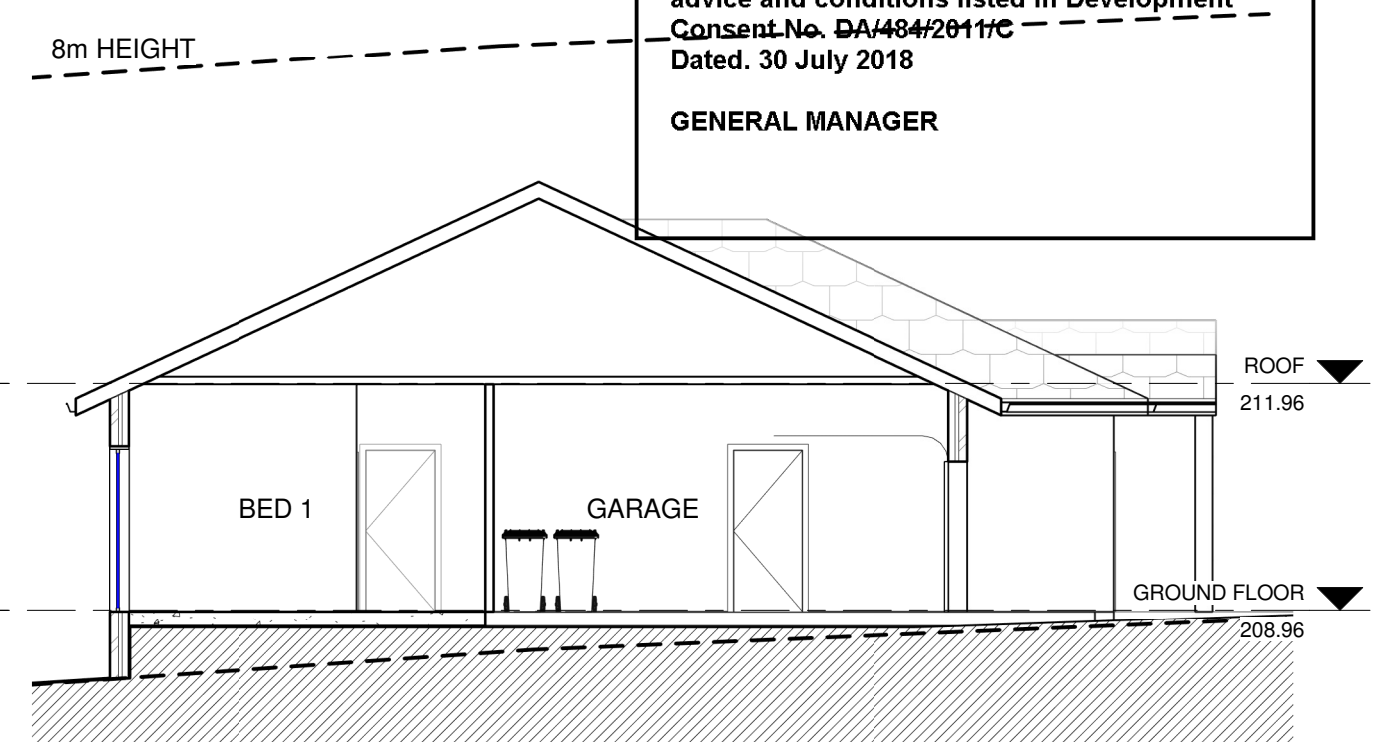 advice and conditions listed in Development
Consent No. DA/484/2011/C
Dated. 30 July 2018
GENERAL MANAGER
8m HEIGHT
ROOF
211.96
BED 1
GARAGE
GROUND FLOOR
208.96